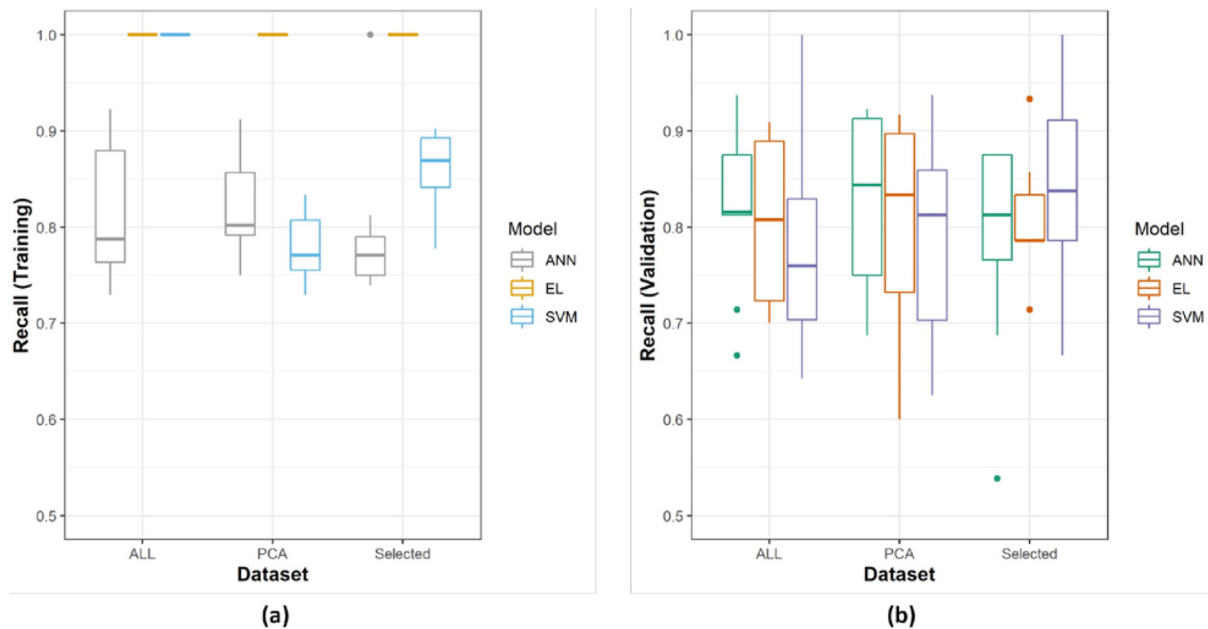 1.0
0.9
0.8
0.7
0.6
0.5
Recall (Training)
ALL PCA Selected
Dataset
Model
ANN
EL
SVM
(a)
1.0
0.9
0.8
0.7
0.6
0.5
Recall (Validation)
ALL PCA Selected
Dataset
Model
ANN
EL
SVM
(b)